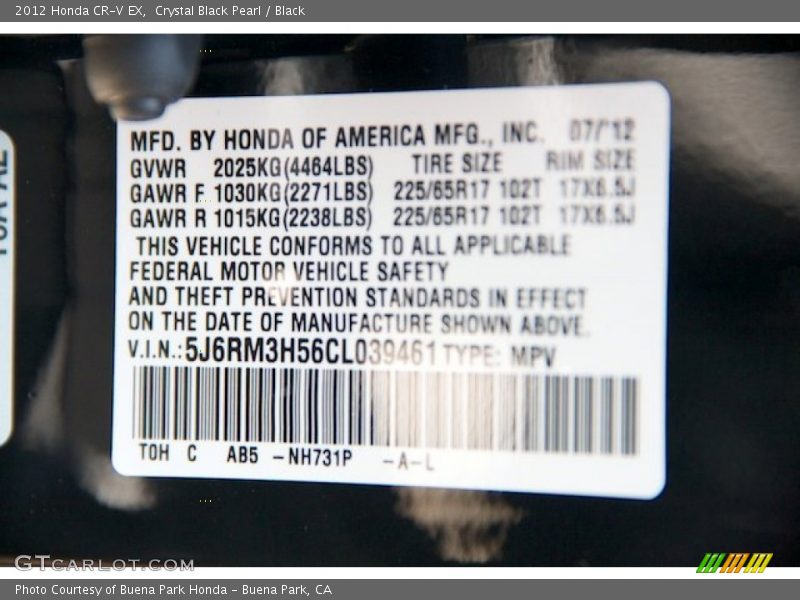 2012 Honda CR-V EX,  Crystal Black Pearl / Black
MFD. BY HONDA OF AMERICA MFG., INC. 07/'12
GVWR 2025KG(4464LBS) TIRE SIZE RIM SIZE
GAWR F 1030KG(2271LBS) 225/65R17 102T 17X6.5J
GAWR R 1015KG(2238LBS) 225/65R17 102T 17X6.5J
THIS VEHICLE CONFORMS TO ALL APPLICABLE
FEDERAL MOTOR VEHICLE SAFETY
AND THEFT PREVENTION STANDARDS IN EFFECT
ON THE DATE OF MANUFACTURE SHOWN ABOVE.
V.I.N.:5J6RM3H56CL039461 TYPE: MPV
TOH C AB5 -NH731P -A-L
GTCARLOT.COM
Photo Courtesy of Buena Park Honda - Buena Park, CA